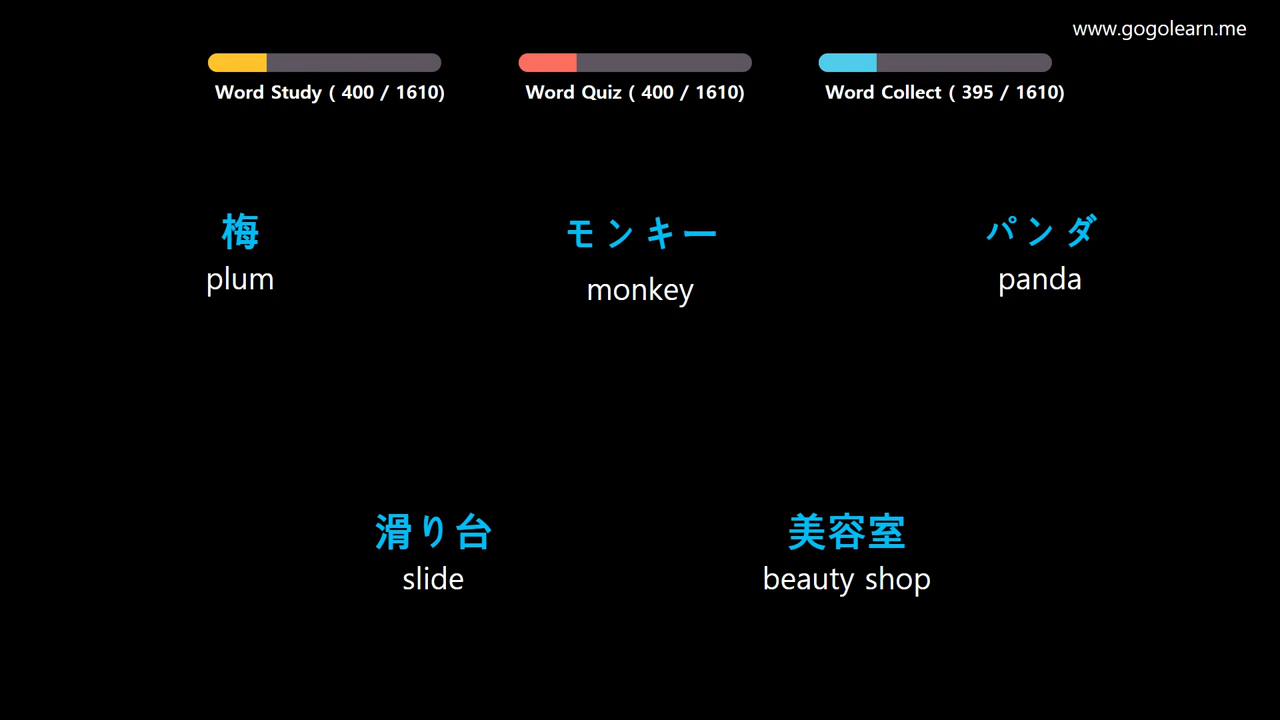 www.gogolearn.me
Word Study ( 400 / 1610)
Word Quiz ( 400 / 1610)
Word Collect ( 395 / 1610)
梅
plum
モンキー
monkey
パンダ
panda
滑り台
slide
美容室
beauty shop